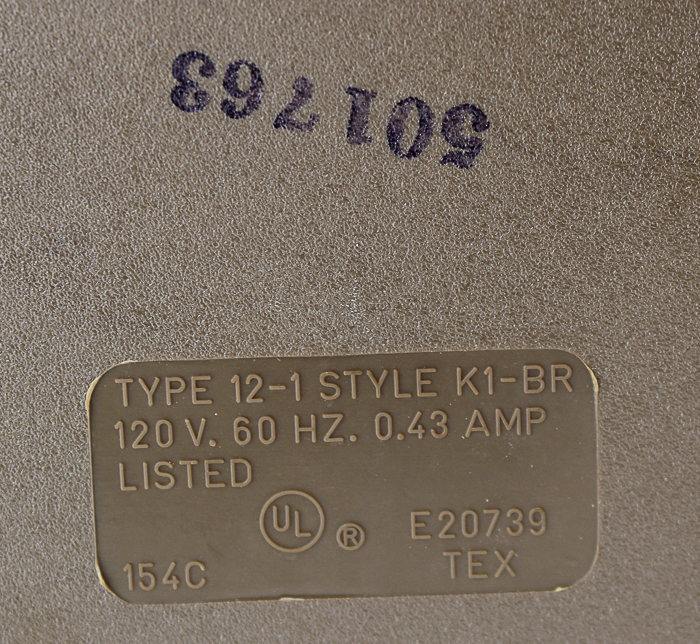 501763
TYPE 12-1 STYLE K1-BR
120 V. 60 HZ. 0.43 AMP
LISTED
UL ® E20739
154C TEX